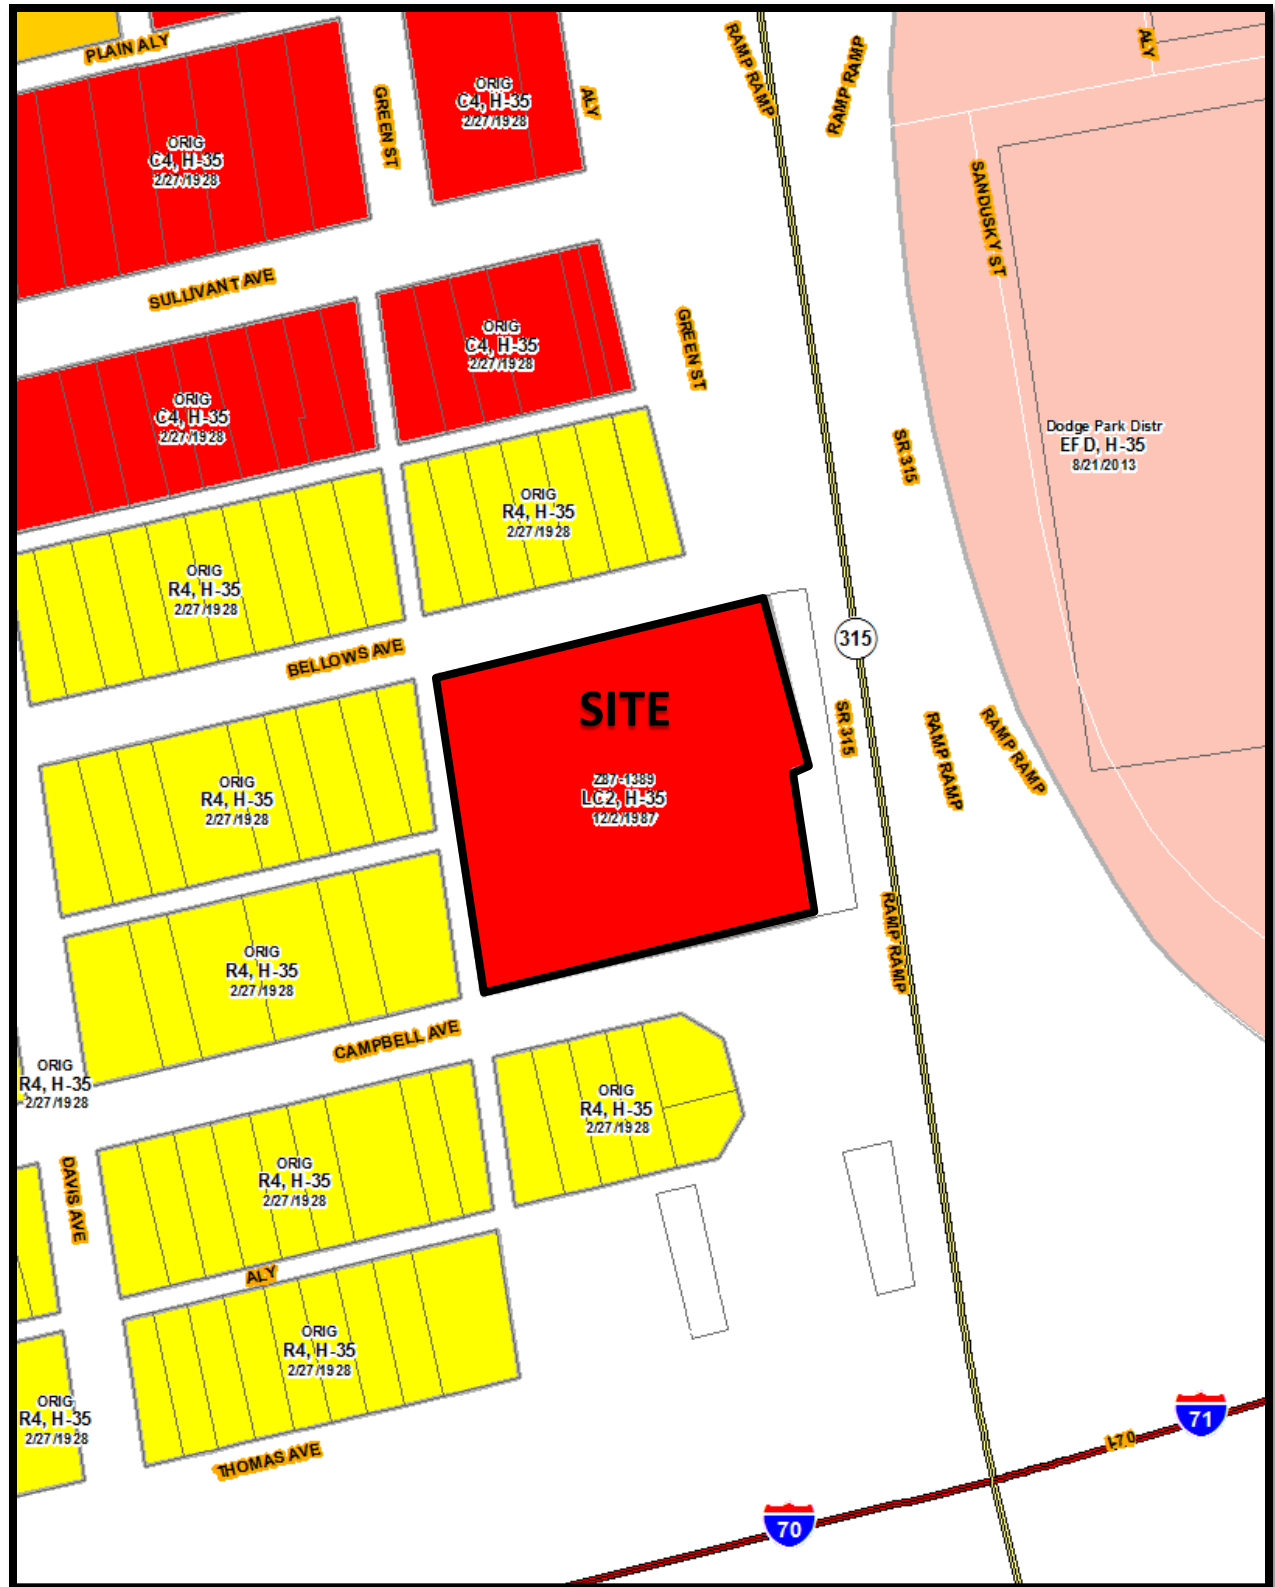 PLAIN ALY
RAMP RAMP
RAMP RAMP
ALY
ORIG
C4, H-35
2/27/1928
ALY
GREEN ST
ORIG
C4, H-35
2/27/1928
SANDUSKY ST
SULLIVANT AVE
ORIG
C4, H-35
2/27/1928
GREEN ST
ORIG
C4, H-35
2/27/1928
Dodge Park Distr
EFD, H-35
8/21/2013
SR 315
ORIG
R4, H-35
2/27/1928
ORIG
R4, H-35
2/27/1928
315
BELLOWS AVE
SITE
SR 315
RAMP RAMP
RAMP RAMP
Z87-1389
LC2, H-35
12/2/1987
ORIG
R4, H-35
2/27/1928
RAMP RAMP
ORIG
R4, H-35
2/27/1928
CAMPBELL AVE
ORIG
R4, H-35
2/27/1928
ORIG
R4, H-35
2/27/1928
ORIG
R4, H-35
2/27/1928
DAVIS AVE
ALY
ORIG
R4, H-35
2/27/1928
ORIG
R4, H-35
2/27/1928
THOMAS AVE
71
I-70
70